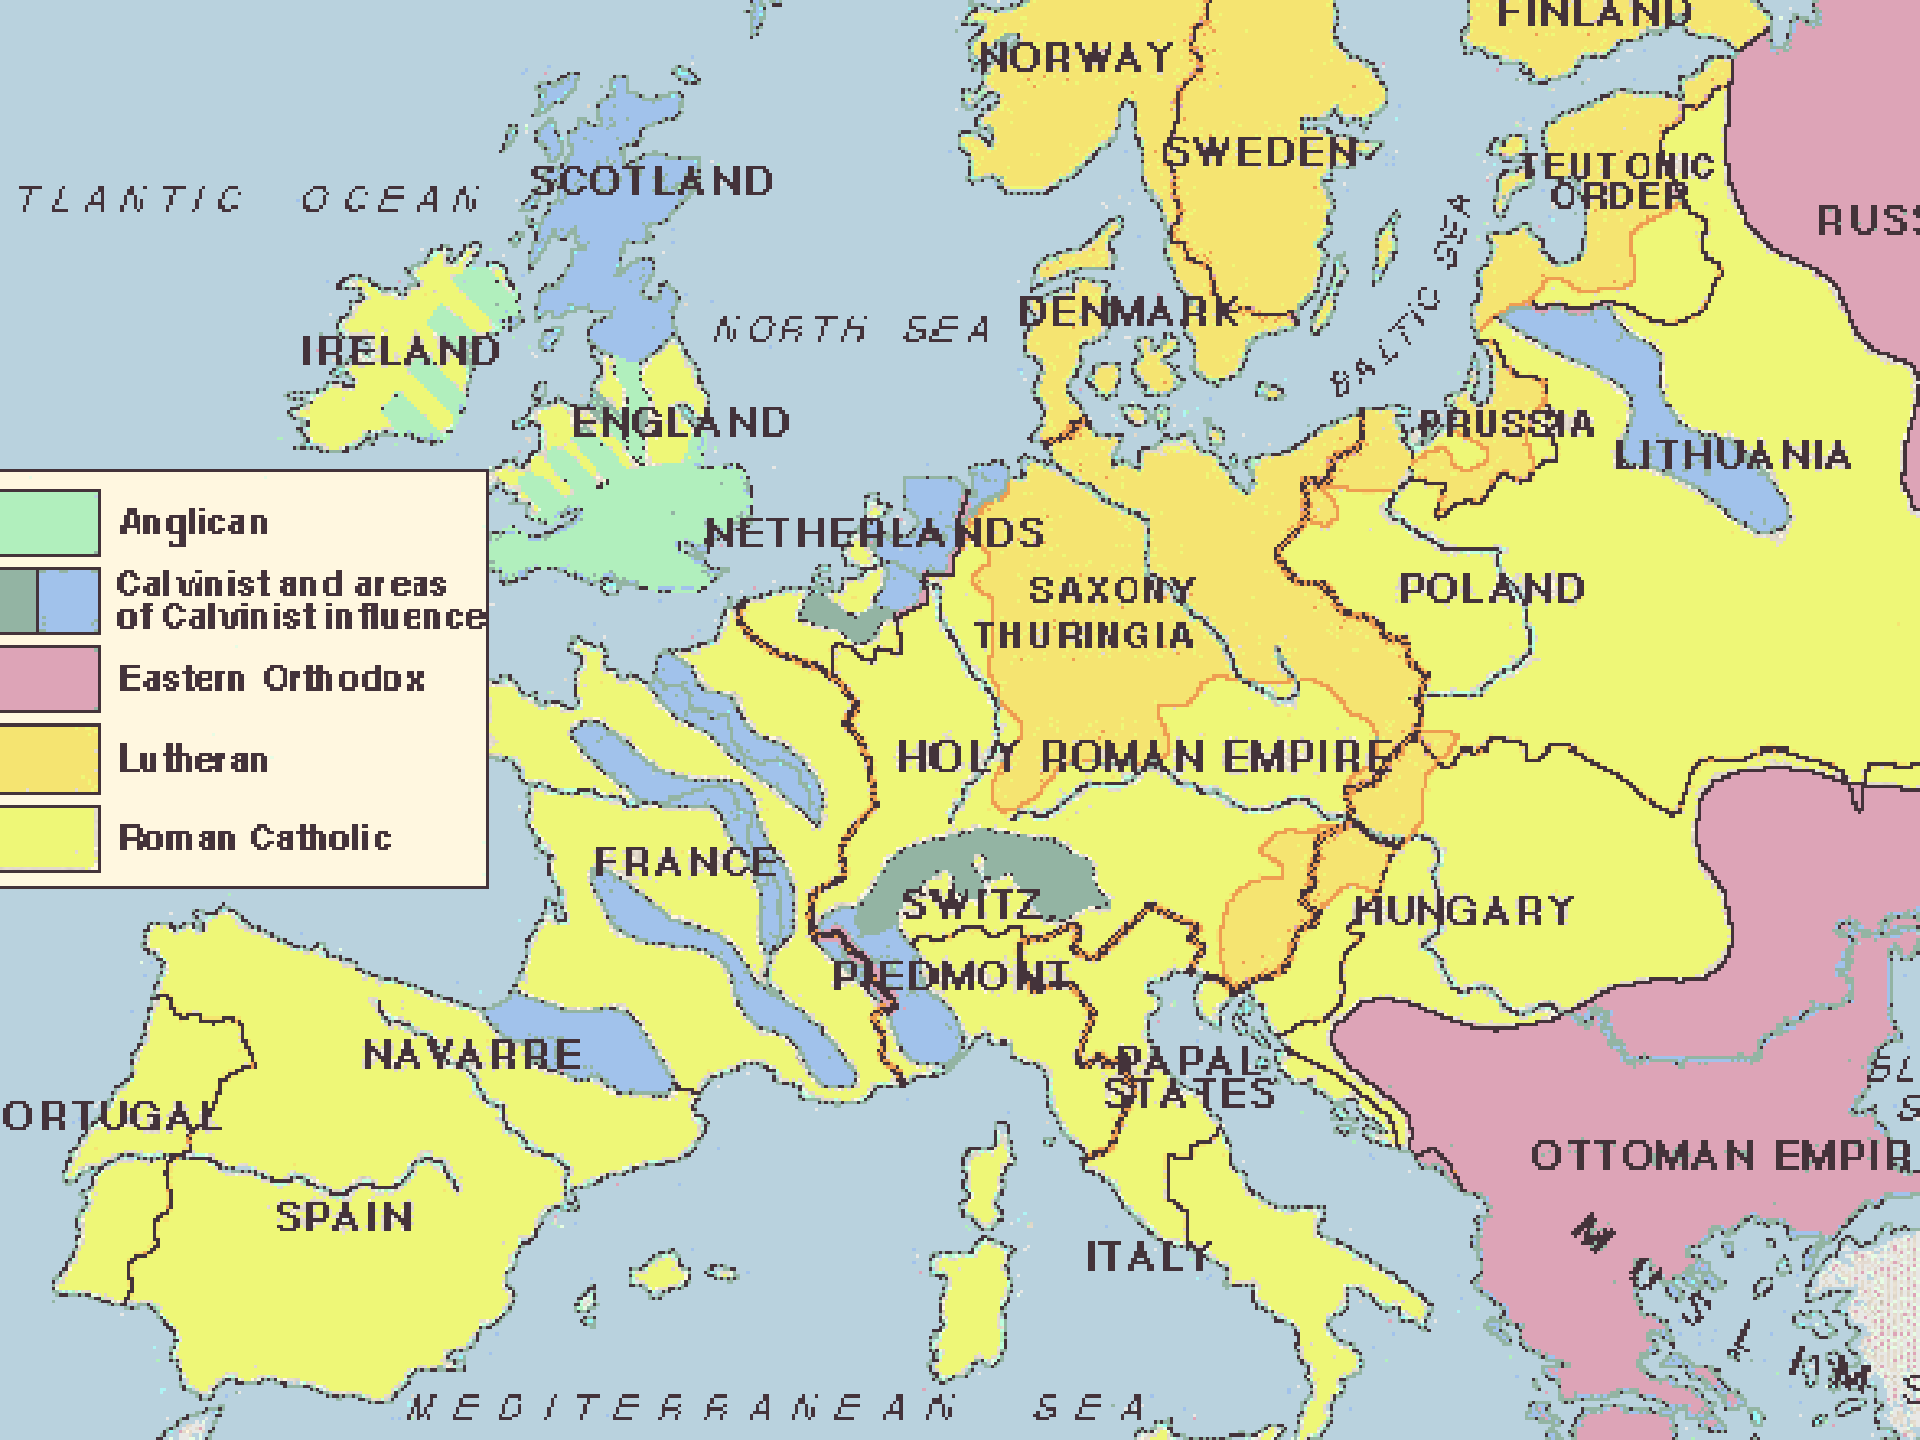 FINLAND
NORWAY
SWEDEN
TEUTONIC
ORDER
SCOTLAND
TLANTIC OCEAN
RUSS
BALTIC SEA
DENMARK
NORTH SEA
IRELAND
ENGLAND
PRUSSIA
LITHUANIA
Anglican
NETHERLANDS
Calvinist and areas
of Calvinist influence
SAXONY
POLAND
THURINGIA
Eastern Orthodox
Lutheran
HOLY ROMAN EMPIRE
Roman Catholic
FRANCE
SWITZ
HUNGARY
PIEDMONT
NAVARRE
PAPAL
STATES
ORTUGAL
OTTOMAN EMPIR
SPAIN
ITALY
MOSLIM
MEDITERRANEAN SEA